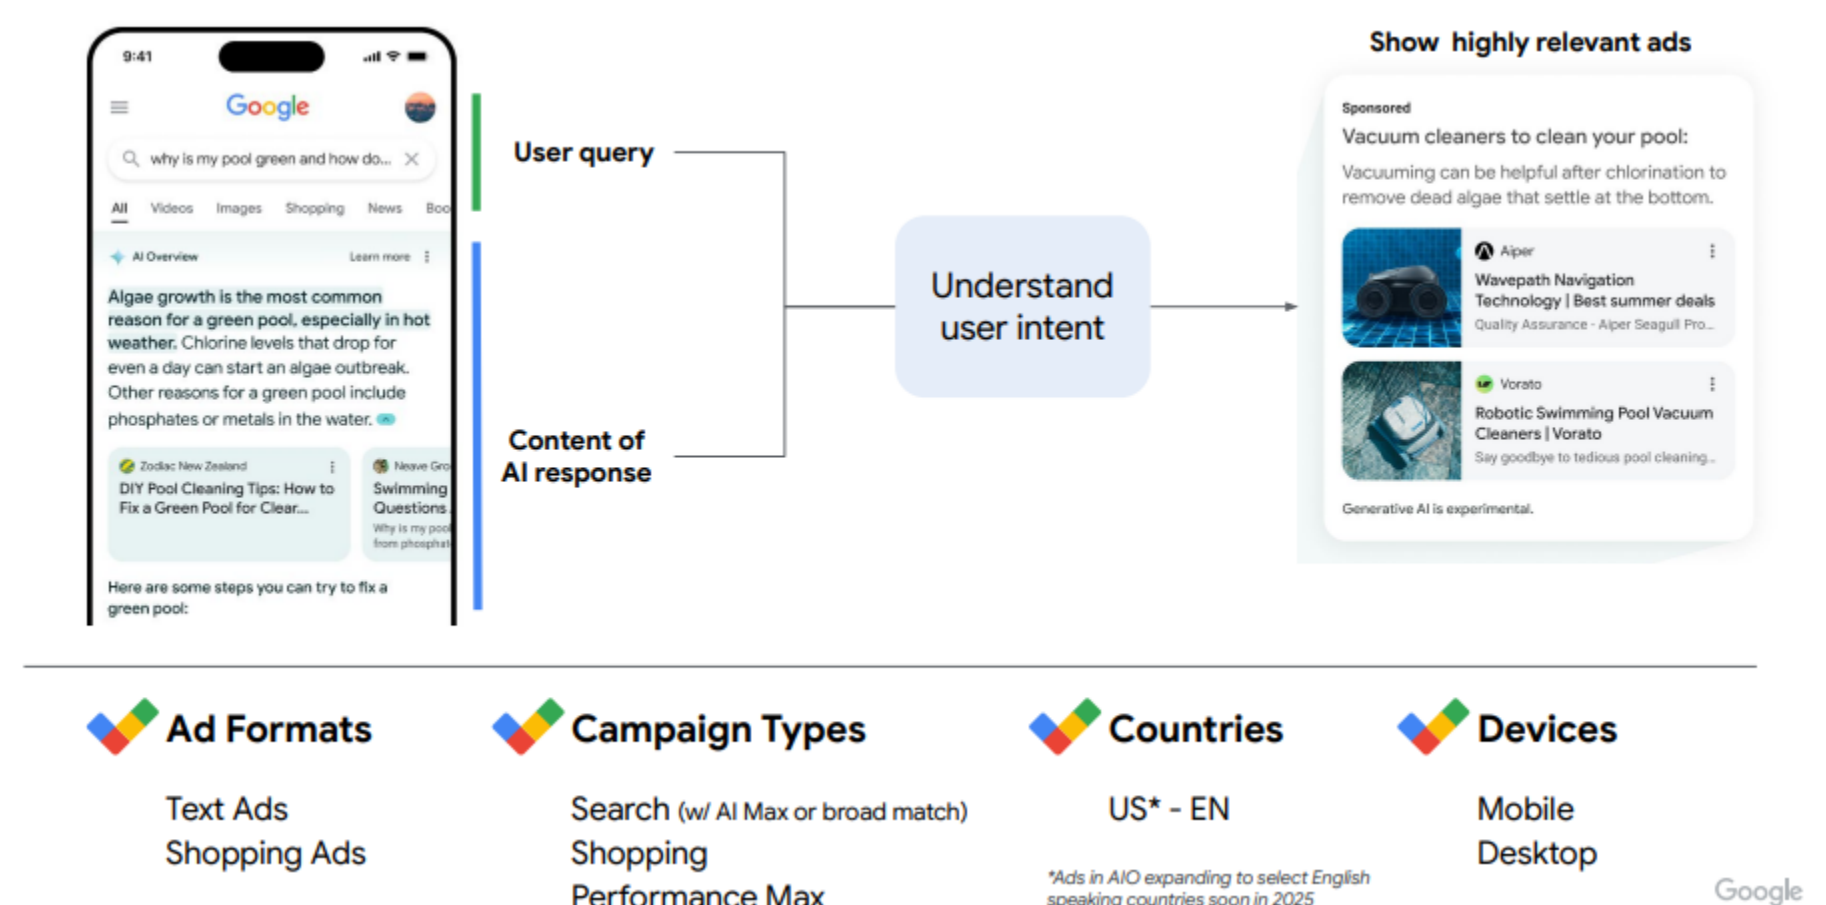 9:41
Google
why is my pool green and how do...
All Videos Images Shopping News Boo
AI Overview Learn more
Algae growth is the most common
reason for a green pool, especially in hot
weather. Chlorine levels that drop for
even a day can start an algae outbreak.
Other reasons for a green pool include
phosphates or metals in the water.
Zodiac New Zealand
DIY Pool Cleaning Tips: How to
Fix a Green Pool for Clear...
Neave Gro
Swimming
Questions
Why is my pool
from phosphat
Here are some steps you can try to fix a
green pool:
User query
Content of
AI response
Understand
user intent
Show highly relevant ads
Sponsored
Vacuum cleaners to clean your pool:
Vacuuming can be helpful after chlorination to
remove dead algae that settle at the bottom.
Aiper
Wavepath Navigation
Technology | Best summer deals
Quality Assurance - Aiper Seagull Pro...
Vorato
Robotic Swimming Pool Vacuum
Cleaners | Vorato
Say goodbye to tedious pool cleaning...
Generative AI is experimental.
Ad Formats
Text Ads
Shopping Ads
Campaign Types
Search (w/ AI Max or broad match)
Shopping
Performance Max
Countries
US* - EN
*Ads in AIO expanding to select English
speaking countries soon in 2025
Devices
Mobile
Desktop
Google